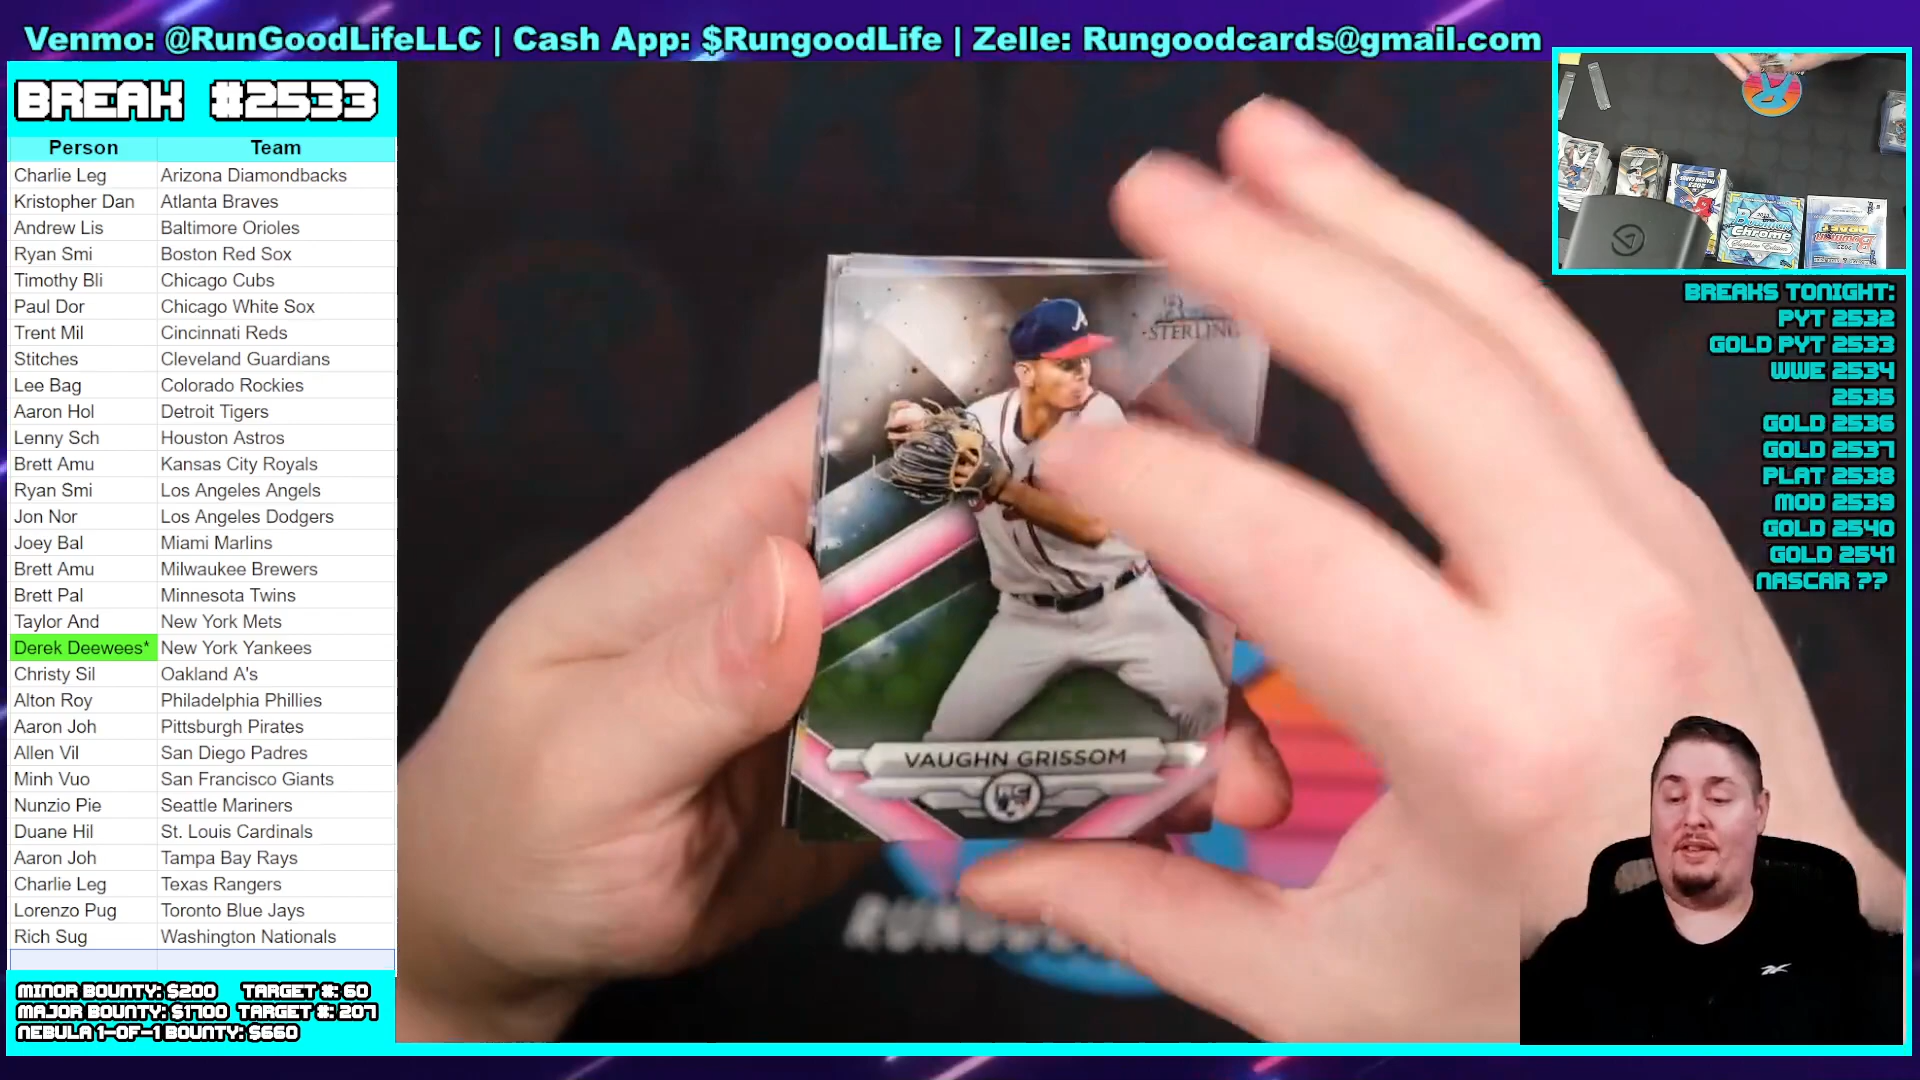 Venmo: @RunGoodLifeLLC | Cash App: $RungoodLife | Zelle: Rungoodcards@gmail.com
BREAK #2533
Person Team
Charlie Leg Arizona Diamondbacks
Kristopher Dan Atlanta Braves
Andrew Lis Baltimore Orioles
Ryan Smi Boston Red Sox
Timothy Bli Chicago Cubs
Paul Dor Chicago White Sox
Trent Mil Cincinnati Reds
Stitches Cleveland Guardians
Lee Bag Colorado Rockies
Aaron Hol Detroit Tigers
Lenny Sch Houston Astros
Brett Amu Kansas City Royals
Ryan Smi Los Angeles Angels
Jon Nor Los Angeles Dodgers
Joey Bal Miami Marlins
Brett Amu Milwaukee Brewers
Brett Pal Minnesota Twins
Taylor And New York Mets
Derek Deewees* New York Yankees
Christy Sil Oakland A's
Alton Roy Philadelphia Phillies
Aaron Joh Pittsburgh Pirates
Allen Vil San Diego Padres
Minh Vuo San Francisco Giants
Nunzio Pie Seattle Mariners
Duane Hil St. Louis Cardinals
Aaron Joh Tampa Bay Rays
Charlie Leg Texas Rangers
Lorenzo Pug Toronto Blue Jays
Rich Sug Washington Nationals
MINOR BOUNTY: $200 TARGET #: 60
MAJOR BOUNTY: $1700 TARGET #: 207
NEBULA 1-OF-1 BOUNTY: $660
STERLING
A
VAUGHN GRISSOM
Bowman
Chrome
Sapphire Edition
BREAKS TONIGHT:
PYT 2532
GOLD PYT 2533
WWE 2534
2535
GOLD 2536
GOLD 2537
PLAT 2538
MOD 2539
GOLD 2540
GOLD 2541
NASCAR ??